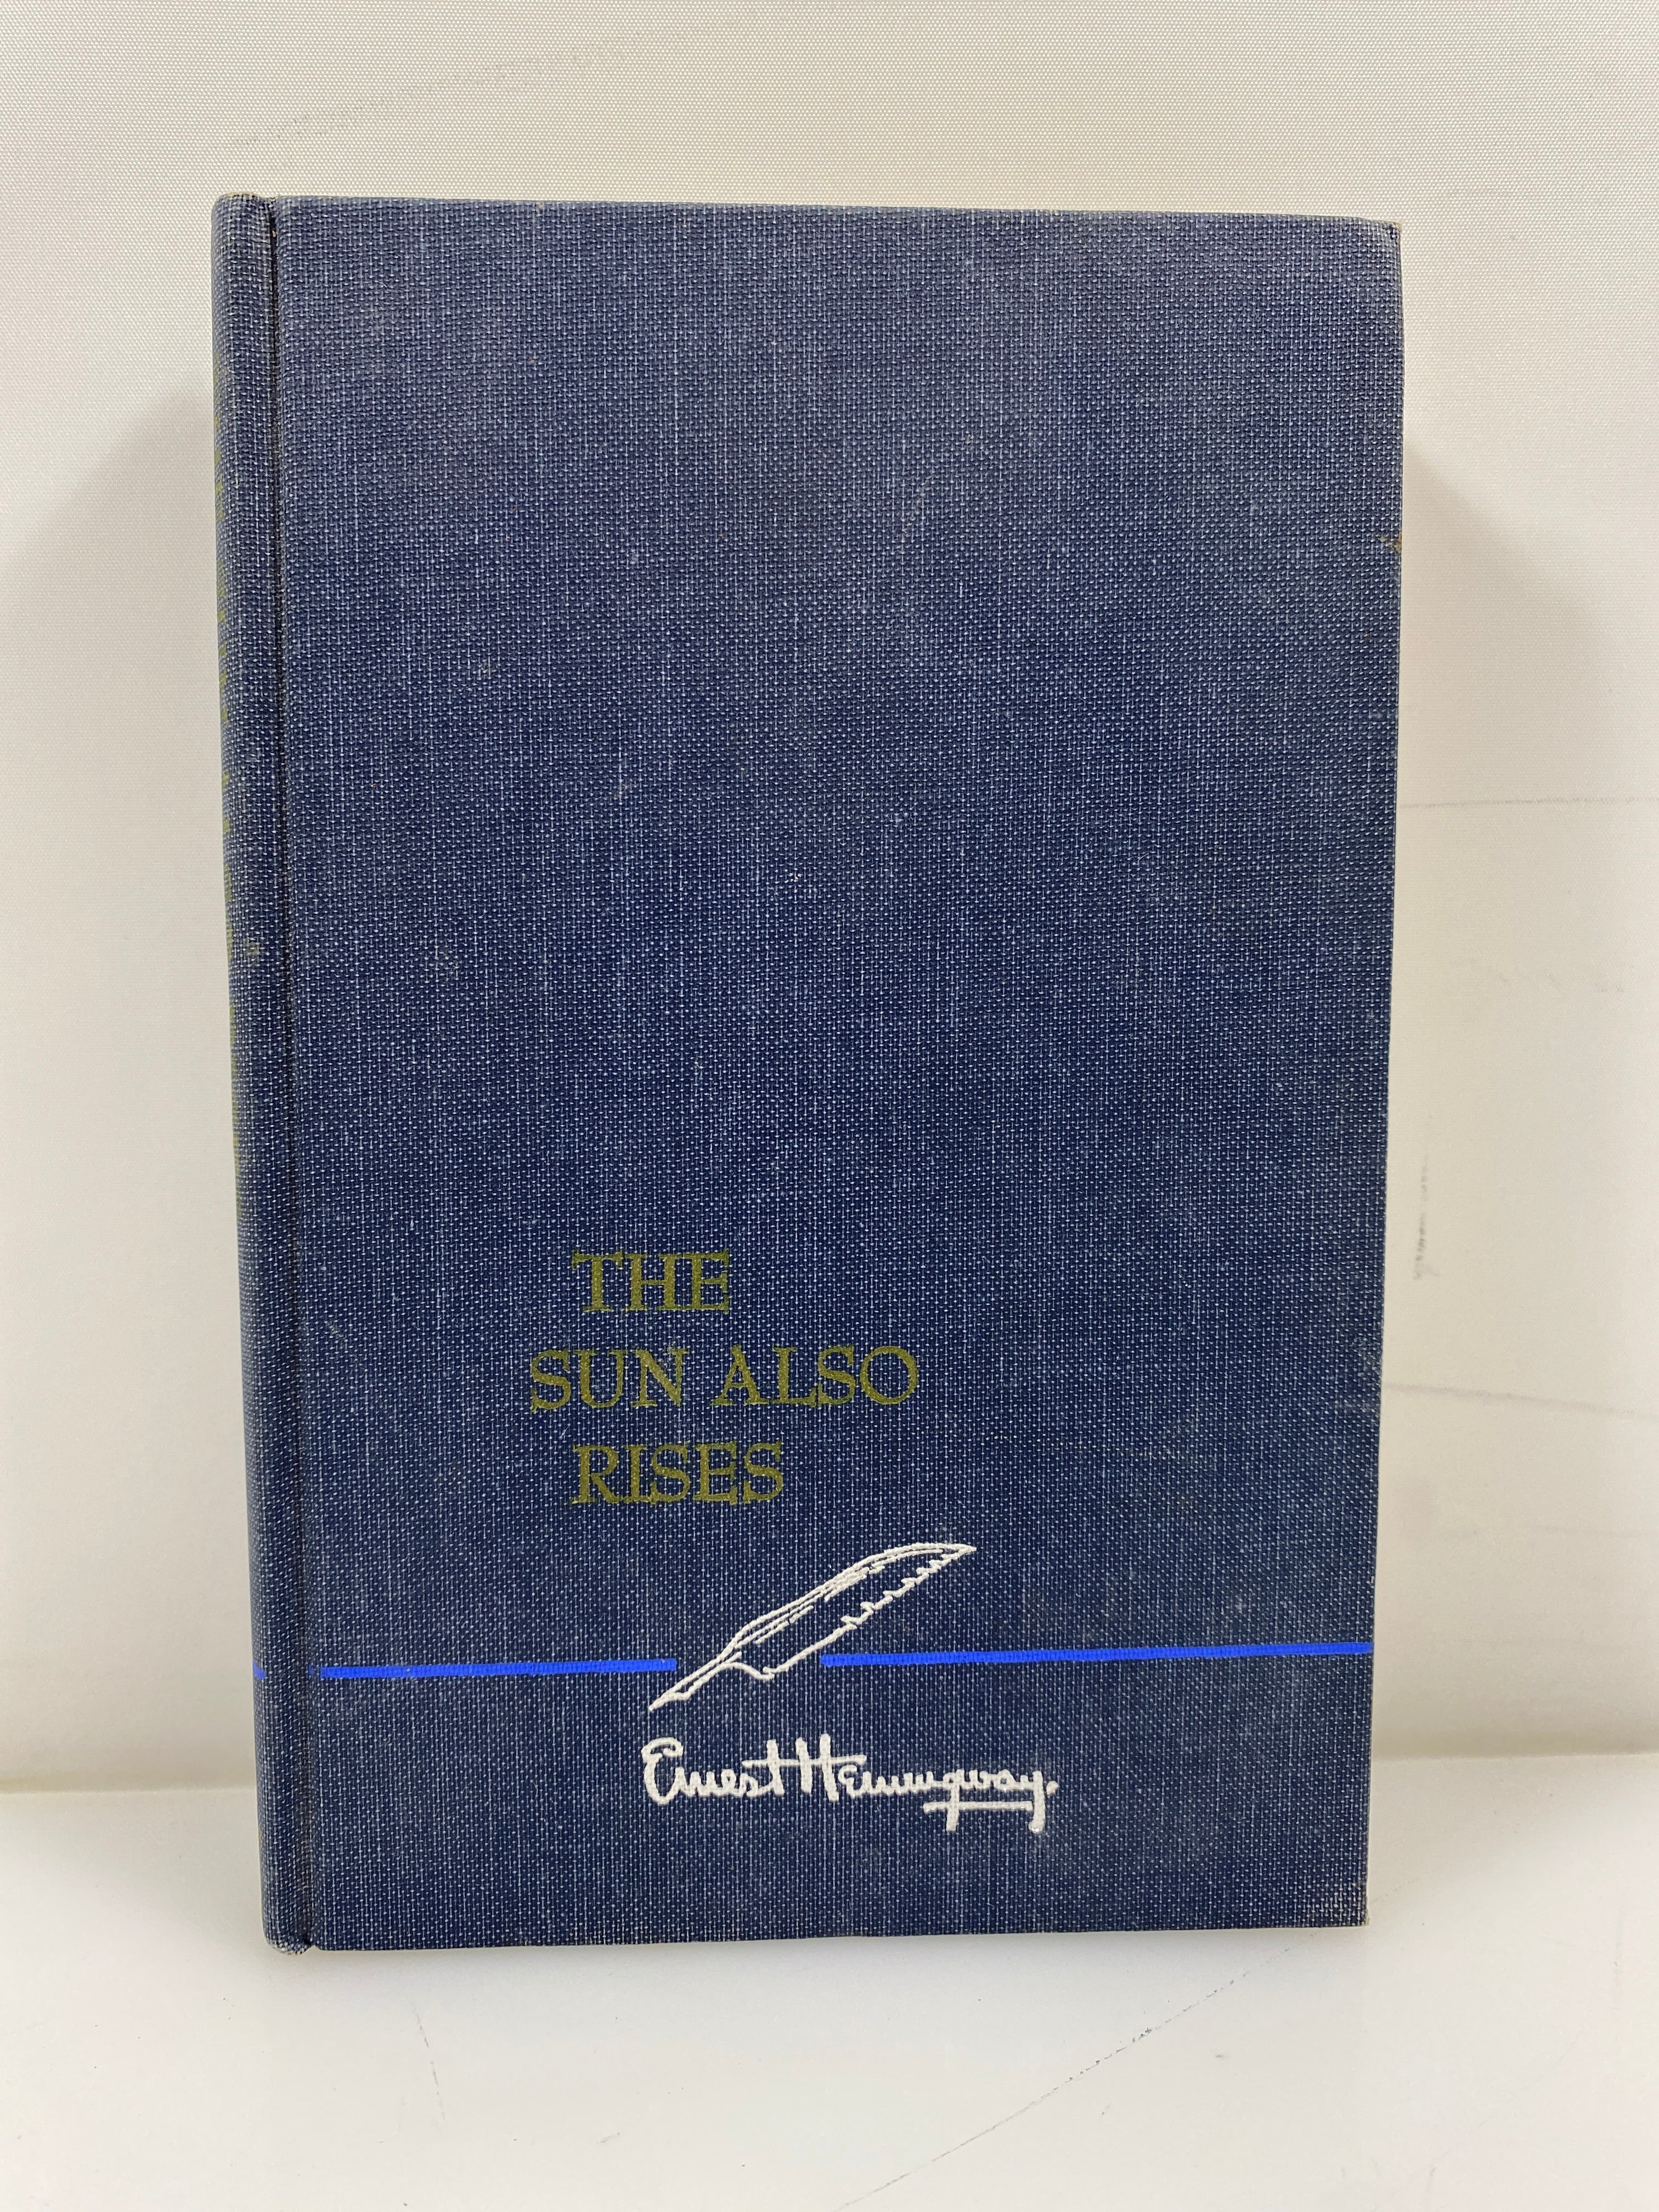 THE
SUN ALSO
RISES
Ernest Hemingway.